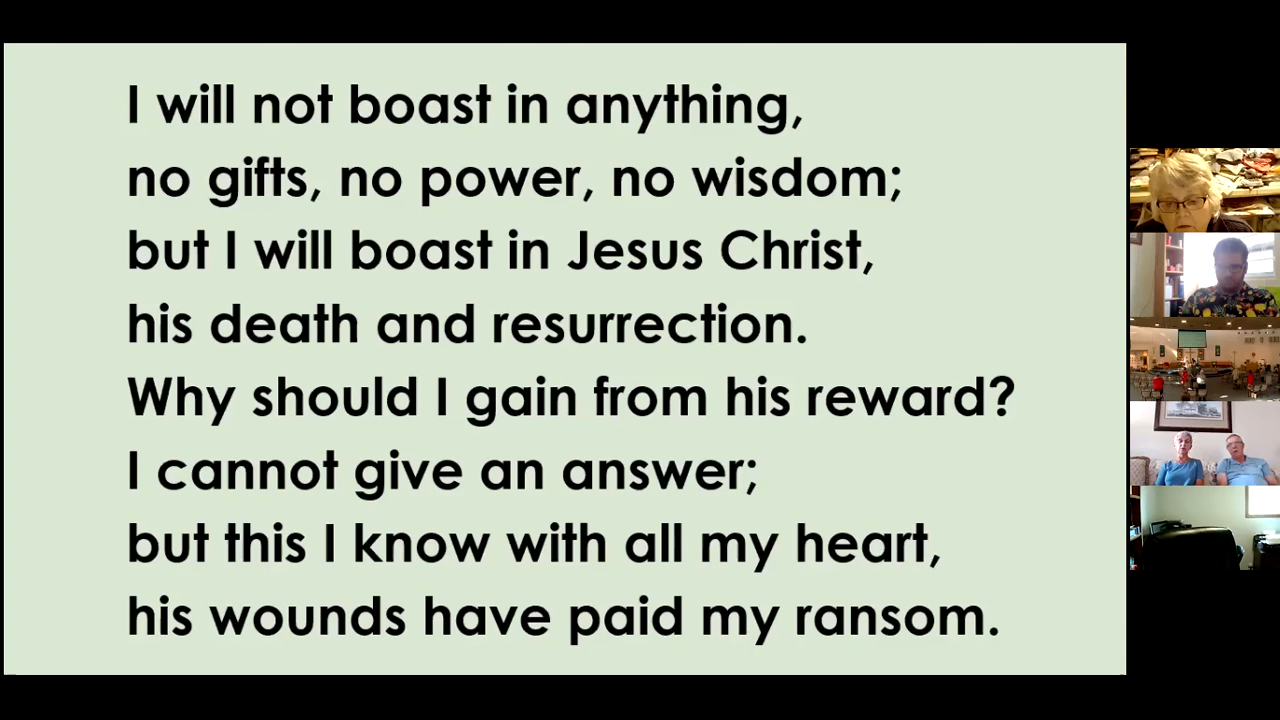 I will not boast in anything,
no gifts, no power, no wisdom;
but I will boast in Jesus Christ,
his death and resurrection.
Why should I gain from his reward?
I cannot give an answer;
but this I know with all my heart,
his wounds have paid my ransom.